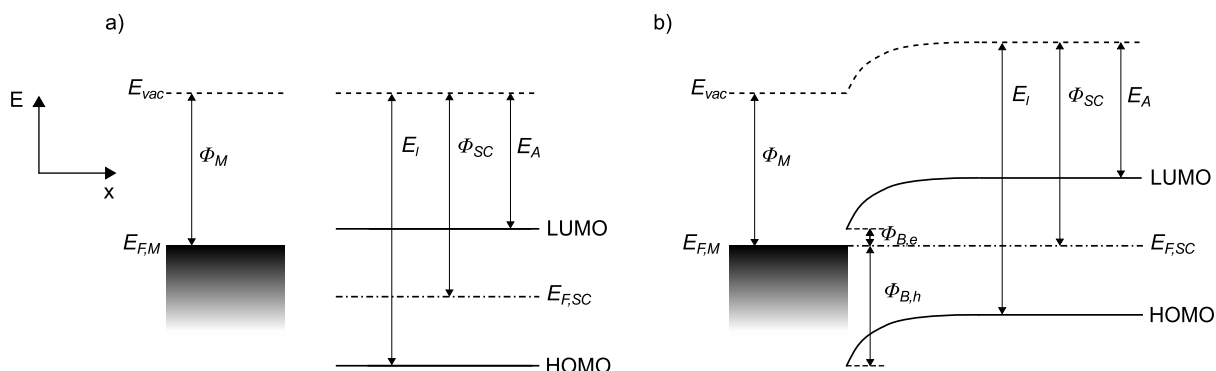 a)
E
x
E_vac
Φ_M
E_F,M
E_I
Φ_SC
E_A
LUMO
E_F,SC
HOMO
b)
E_vac
Φ_M
E_F,M
E_I
Φ_SC
E_A
LUMO
Φ_B,e
E_F,SC
Φ_B,h
HOMO